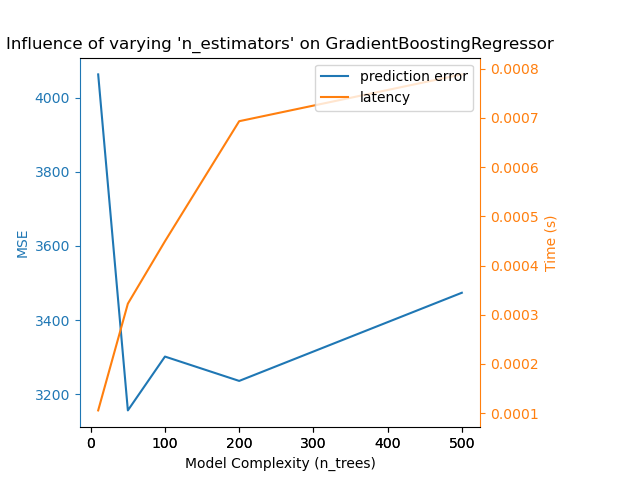 Influence of varying 'n_estimators' on GradientBoostingRegressor
prediction error
latency
4000
3800
3600
3400
3200
MSE
0.0008
0.0007
0.0006
0.0005
0.0004
0.0003
0.0002
0.0001
Time (s)
0 100 200 300 400 500
Model Complexity (n_trees)